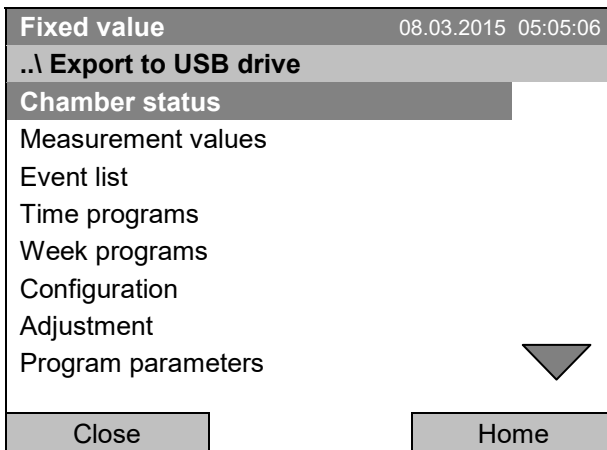 Fixed value 08.03.2015 05:05:06
..\ Export to USB drive
Chamber status
Measurement values
Event list
Time programs
Week programs
Configuration
Adjustment
Program parameters
Close Home